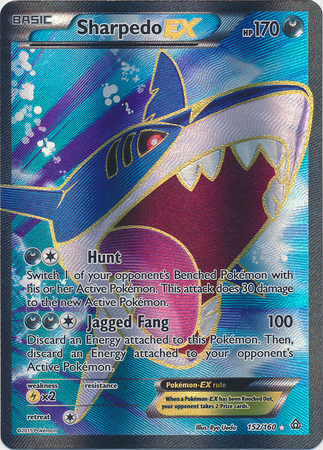 BASIC
Sharpedo EX HP170
Hunt
Switch 1 of your opponent's Benched Pokémon with
his or her Active Pokémon. This attack does 30 damage
to the new Active Pokémon.
Jagged Fang 100
Discard an Energy attached to this Pokémon. Then,
discard an Energy attached to your opponent's
Active Pokémon.
weakness resistance
×2
Pokémon-EX rule
When a Pokémon-EX has been Knocked Out,
your opponent takes 2 Prize cards.
retreat
©2015 Pokémon
Illus. Ryo Ueda
152/160